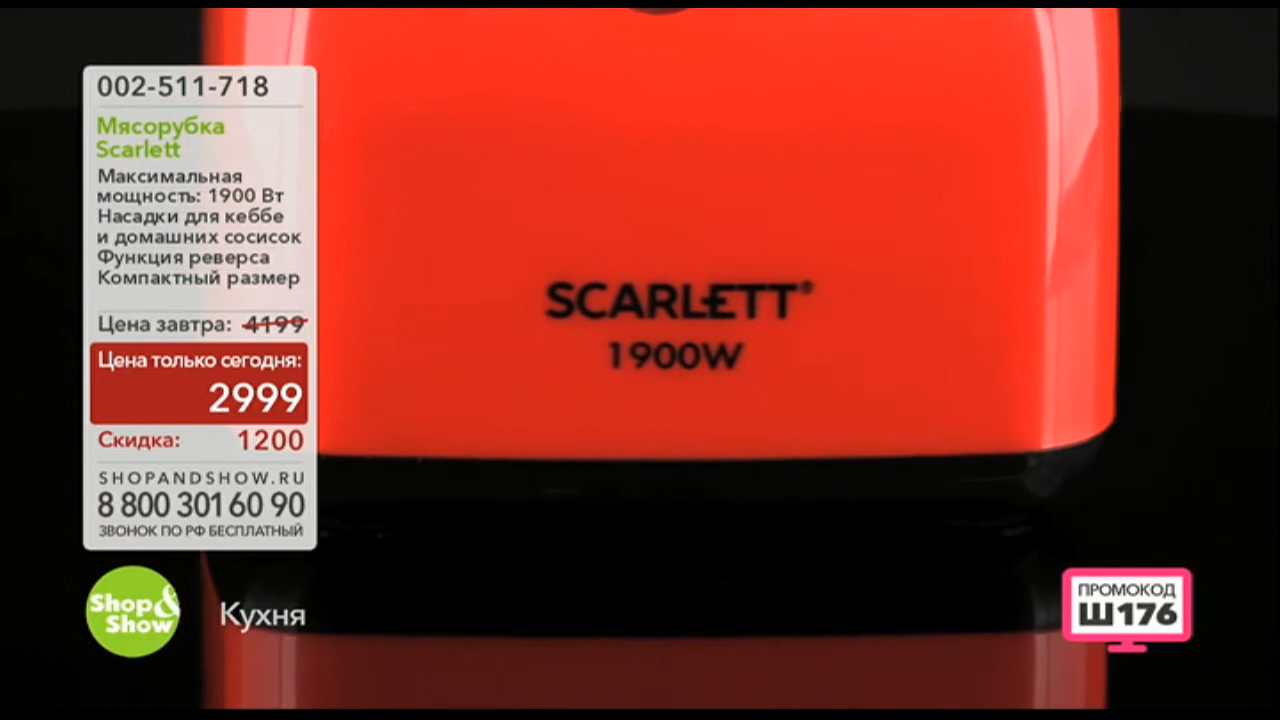 002-511-718
Мясорубка
Scarlett
Максимальная
мощность: 1900 Вт
Насадки для кеббе
и домашних сосисок
Функция реверса
Компактный размер
Цена завтра: 4199
Цена только сегодня:
2999
Скидка: 1200
SHOPANDSHOW.RU
8 800 301 60 90
ЗВОНОК ПО РФ БЕСПЛАТНЫЙ
SCARLETT®
1900W
Shop&
Show
Кухня
ПРОМОКОД
Ш176